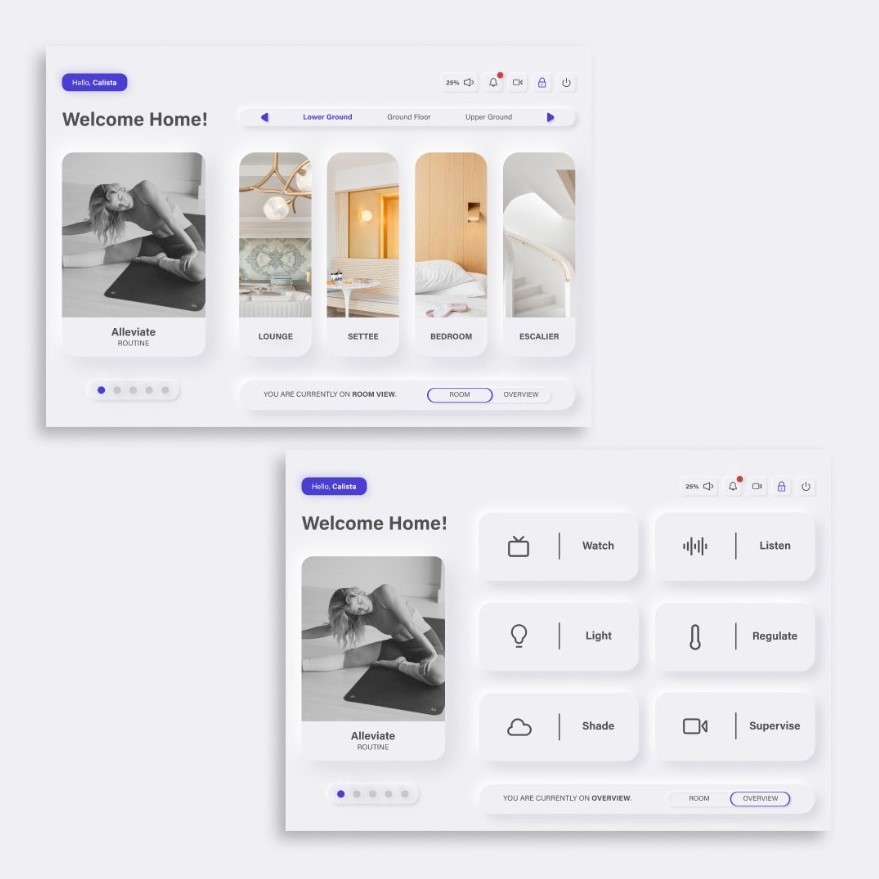 Hello, Calista
25%
Welcome Home!
Lower Ground Ground Floor Upper Ground
Alleviate
ROUTINE
LOUNGE SETTEE BEDROOM ESCALIER
YOU ARE CURRENTLY ON ROOM VIEW. ROOM OVERVIEW
Hello, Calista
25%
Welcome Home!
Watch Listen
Light Regulate
Shade Supervise
Alleviate
ROUTINE
YOU ARE CURRENTLY ON OVERVIEW. ROOM OVERVIEW